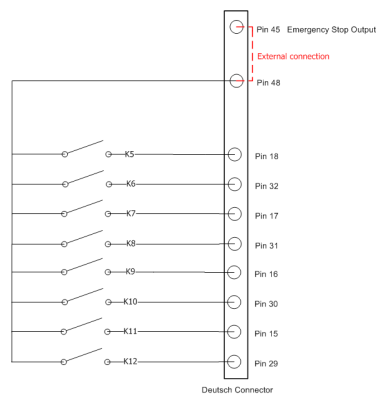 Pin 45 Emergency Stop Output
External connection
Pin 48
K5 Pin 18
K6 Pin 32
K7 Pin 17
K8 Pin 31
K9 Pin 16
K10 Pin 30
K11 Pin 15
K12 Pin 29
Deutsch Connector